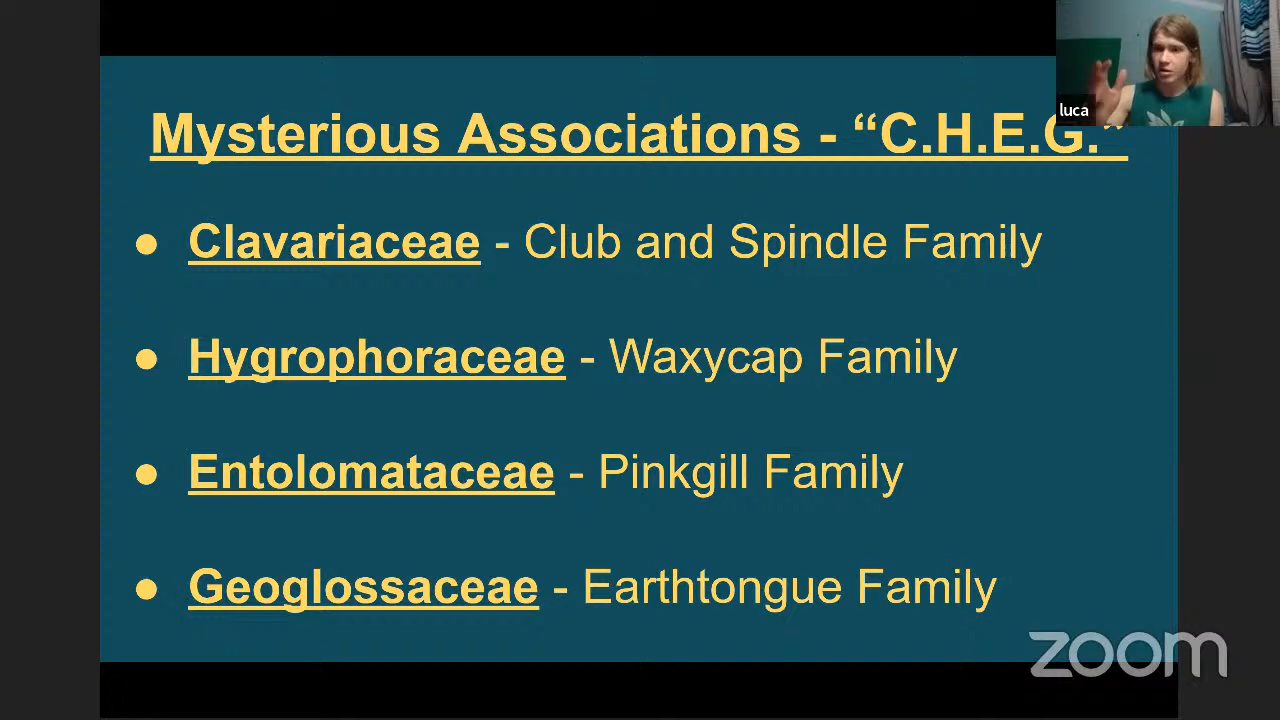 Mysterious Associations - “C.H.E.G.”
luca
● Clavariaceae - Club and Spindle Family
● Hygrophoraceae - Waxycap Family
● Entolomataceae - Pinkgill Family
● Geoglossaceae - Earthtongue Family
zoom